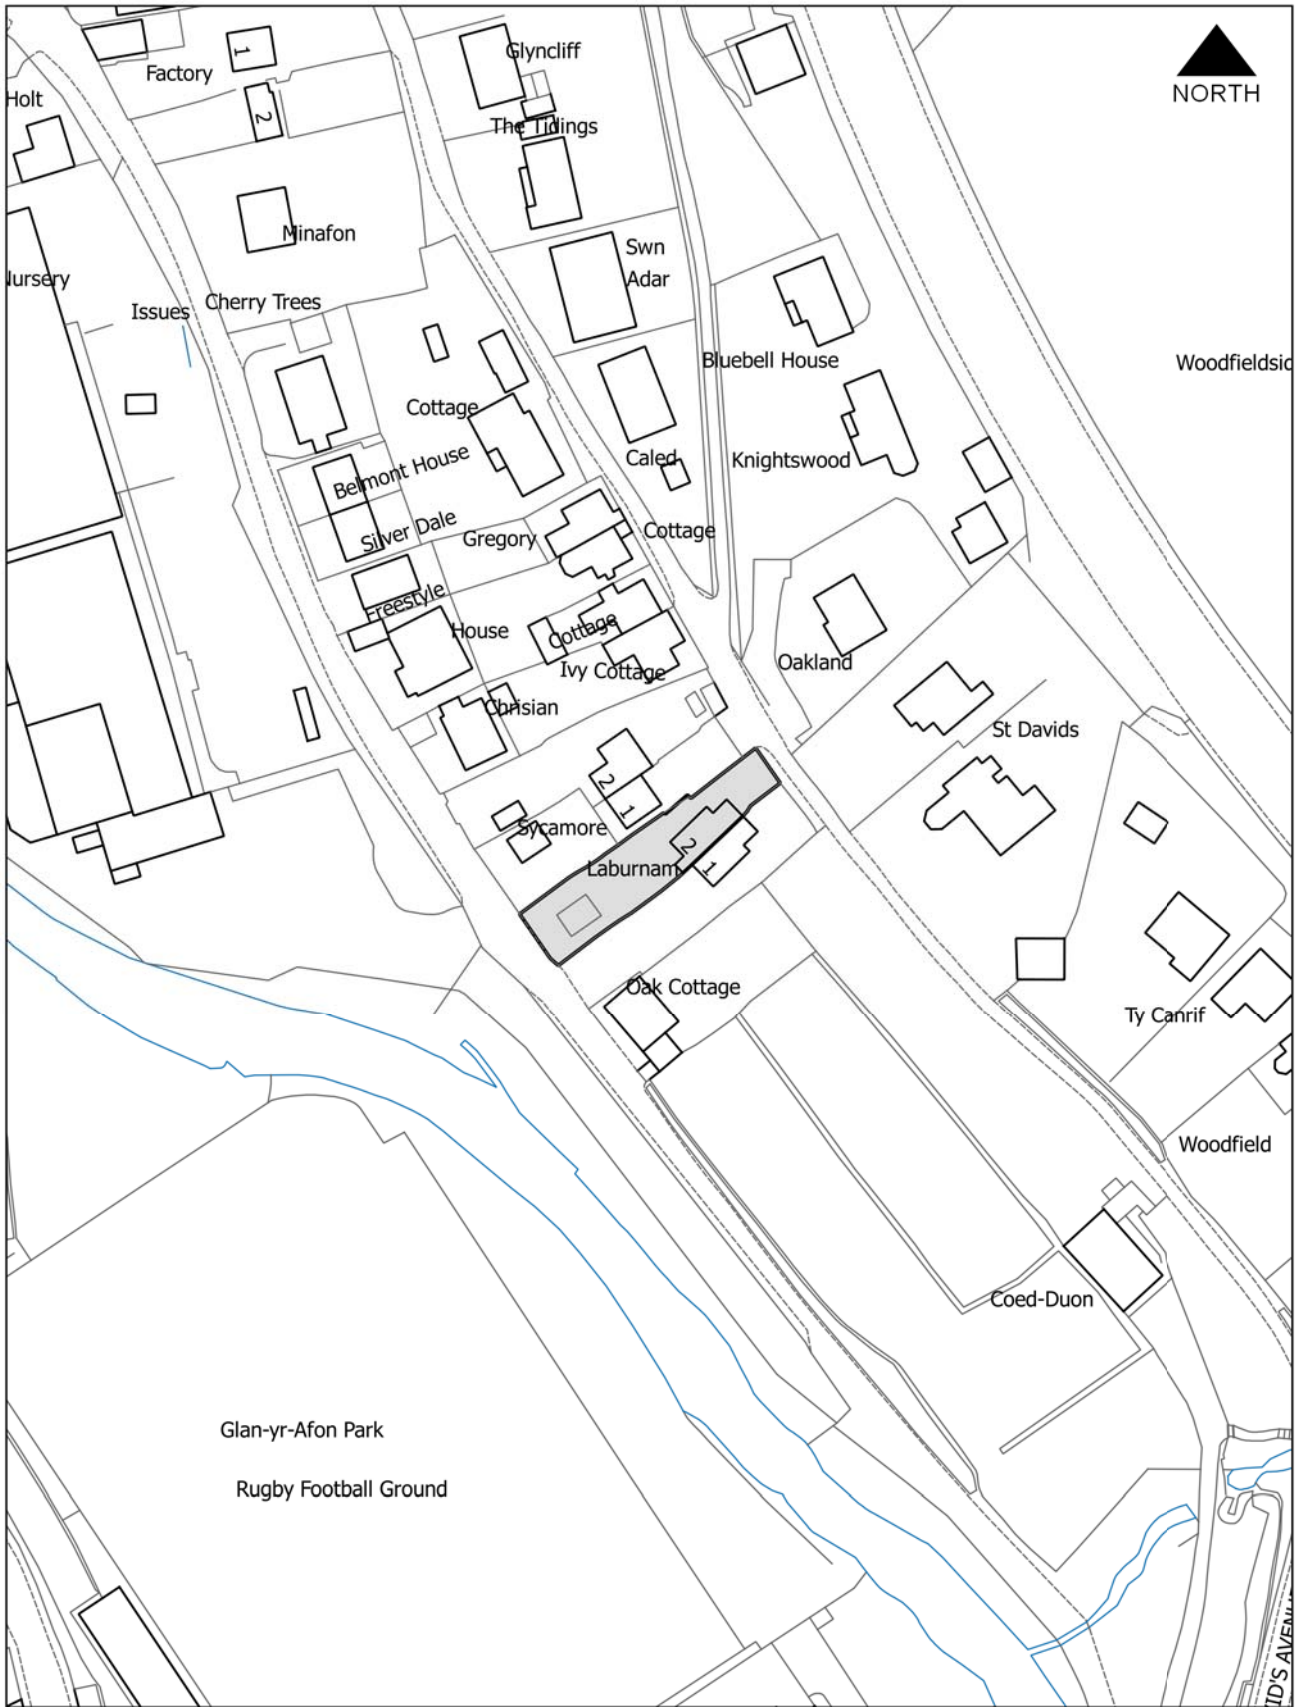 1
Glyncliff
Factory
NORTH
Holt
2
The Tidings
Minafon
Swn
Adar
Nursery
Issues
Cherry Trees
Bluebell House
Woodfieldsid
Cottage
Belmont House
Caled
Knightswood
Silver Dale
Gregory
Cottage
Freestyle
House
Cottage
Ivy Cottage
Oakland
Chrisian
St Davids
2
1
Sycamore
2
1
Laburnam
Oak Cottage
Ty Canrif
Woodfield
Coed-Duon
Glan-yr-Afon Park
Rugby Football Ground
ID'S AVENU